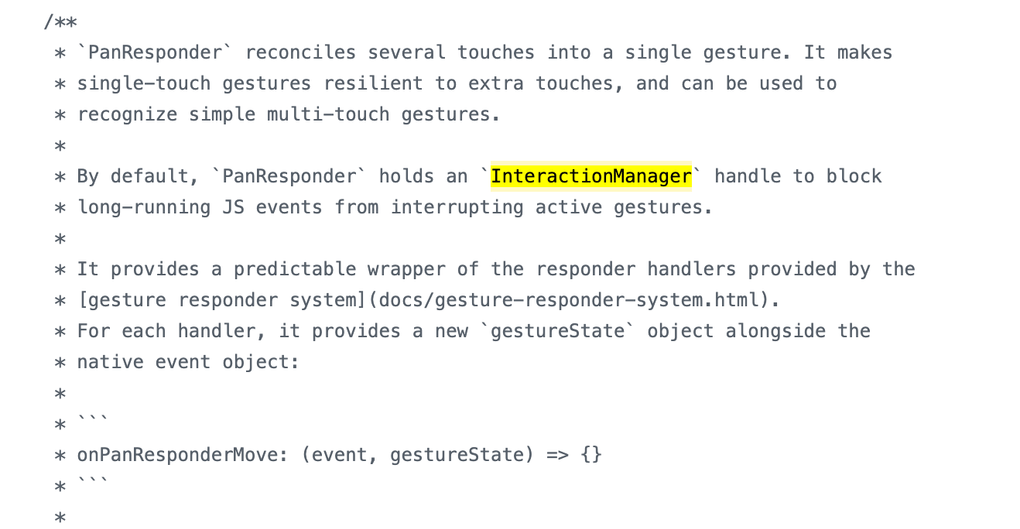 /**
* `PanResponder` reconciles several touches into a single gesture. It makes
* single-touch gestures resilient to extra touches, and can be used to
* recognize simple multi-touch gestures.
*
* By default, `PanResponder` holds an `InteractionManager` handle to block
* long-running JS events from interrupting active gestures.
*
* It provides a predictable wrapper of the responder handlers provided by the
* [gesture responder system](docs/gesture-responder-system.html).
* For each handler, it provides a new `gestureState` object alongside the
* native event object:
*
* ```
* onPanResponderMove: (event, gestureState) => {}
* ```
*